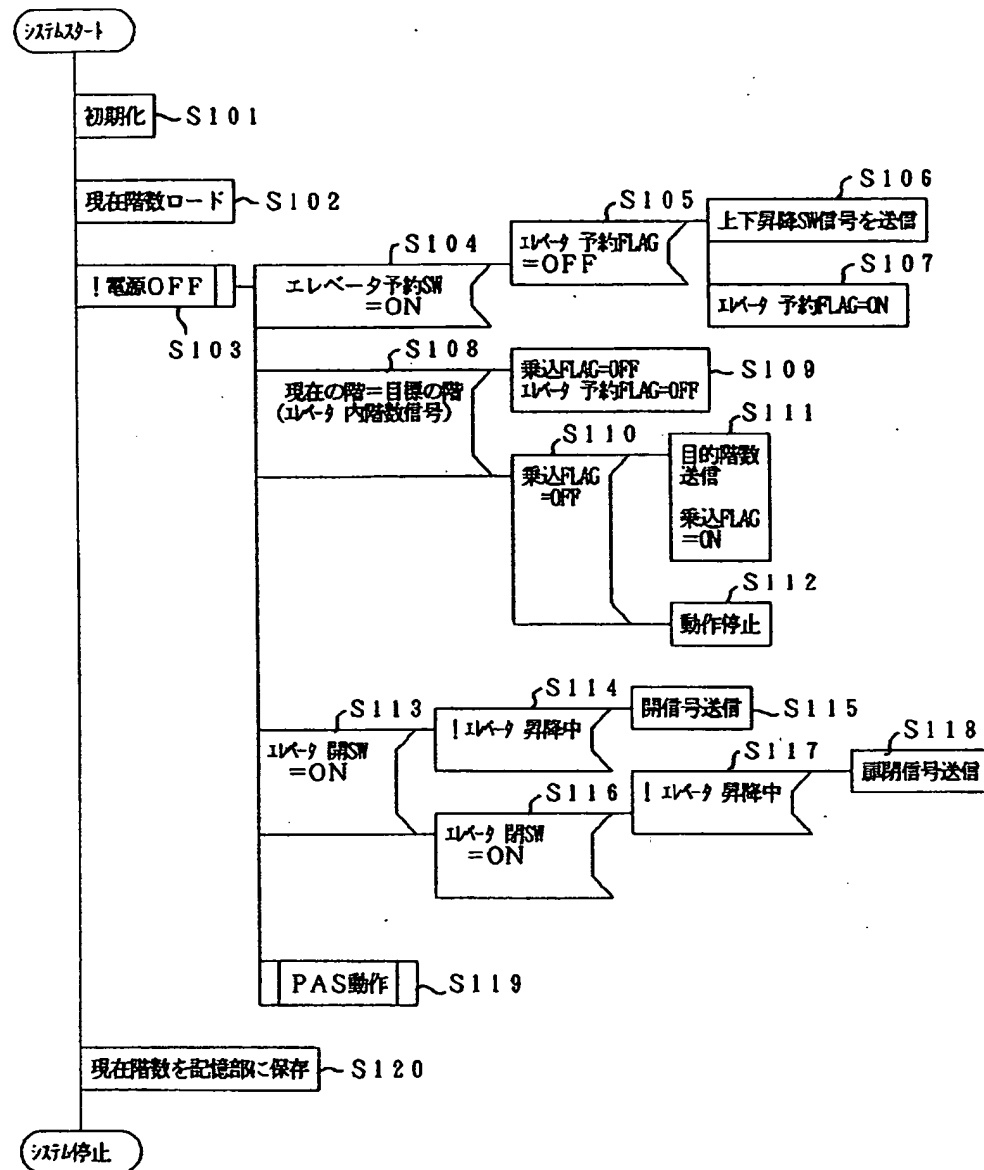 システムスタート
初期化
S101
現在階数ロード
S102
!電源OFF
S103
エレベータ予約SW
=ON
S104
エレベータ 予約FLAG
=OFF
S105
上下昇降SW信号を送信
S106
エレベータ 予約FLAG=ON
S107
現在の階=目標の階
(エレベータ 内階数信号)
S108
乗込FLAG=OFF
エレベータ 予約FLAG=OFF
S109
乗込FLAG
=OFF
S110
目的階数
送信
乗込FLAG
=ON
S111
動作停止
S112
エレベータ 開SW
=ON
S113
!エレベータ 昇降中
S114
開信号送信
S115
エレベータ 閉SW
=ON
S116
!エレベータ 昇降中
S117
扉閉信号送信
S118
PAS動作
S119
現在階数を記憶部に保存
S120
システム停止